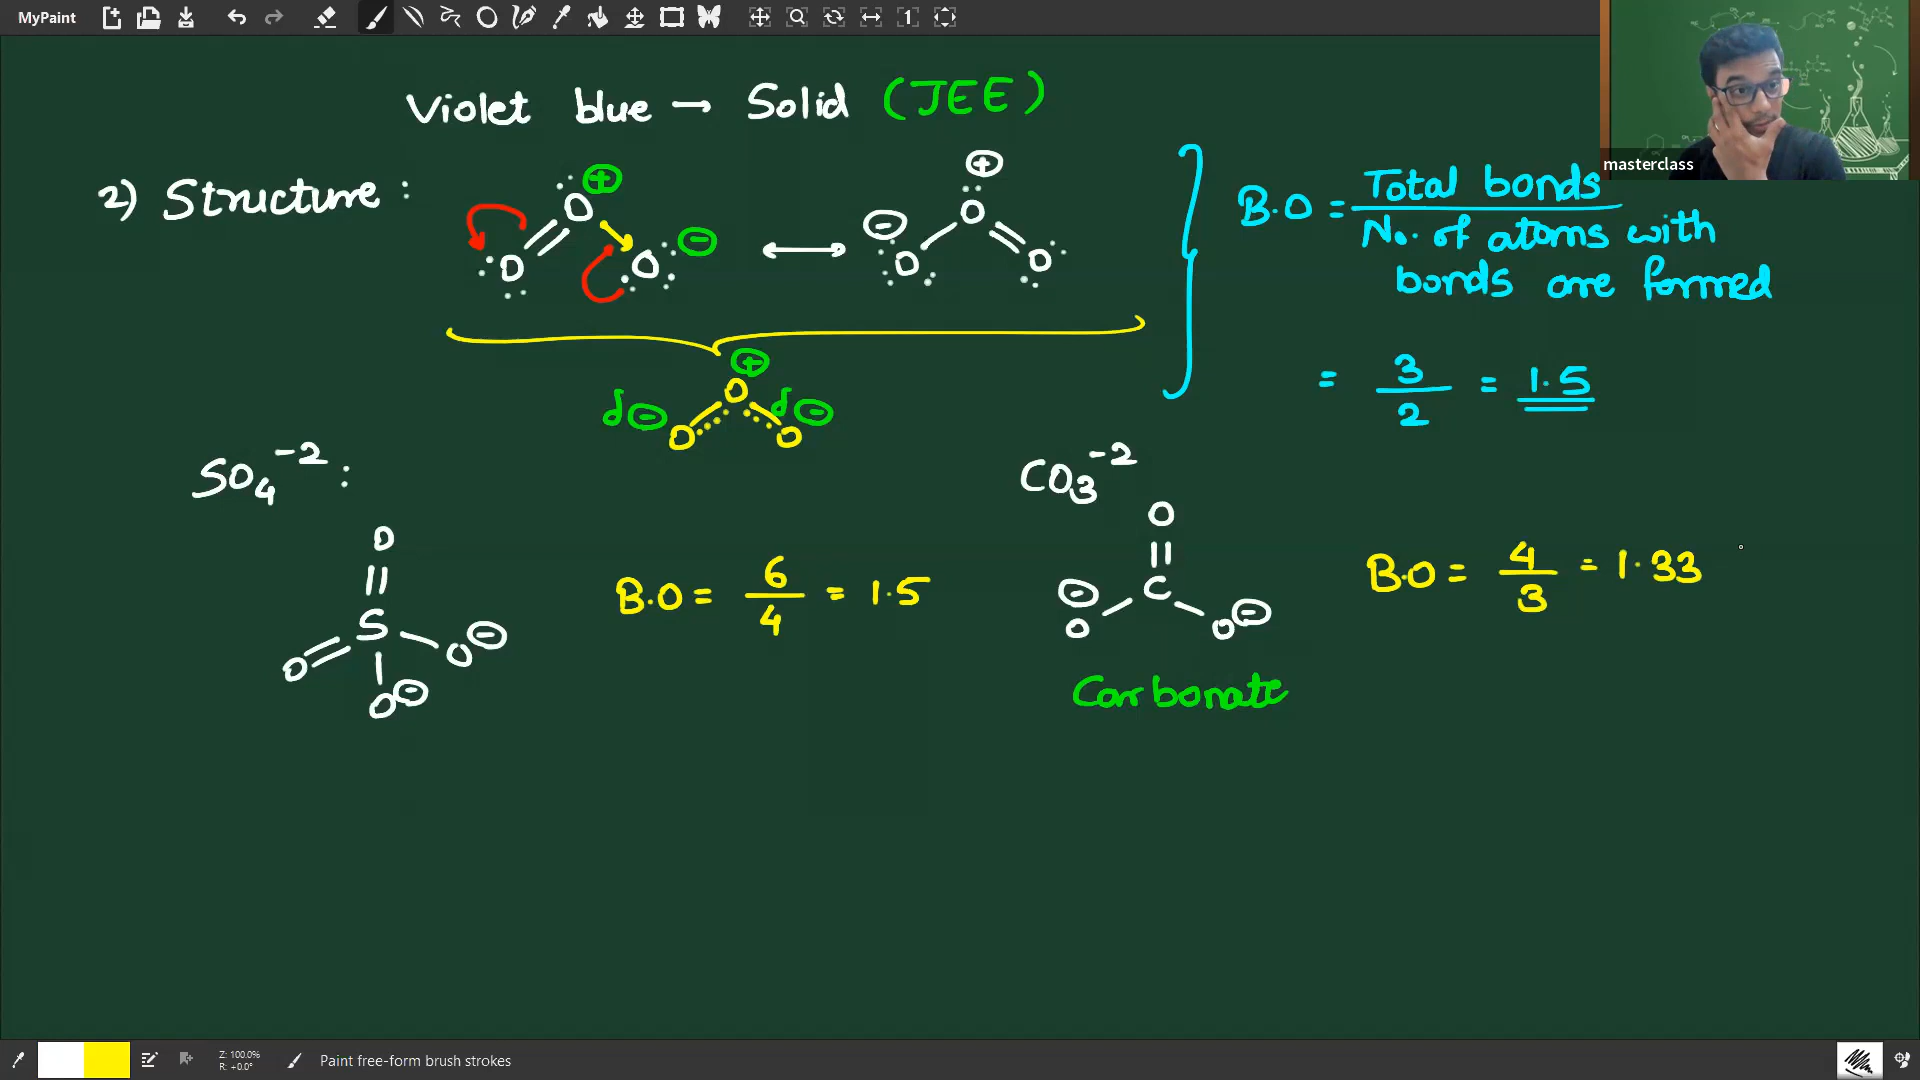 MyPaint
masterclass
Violet blue → Solid (JEE)
2) Structure :
O ⊕ O O ⊖ ⟷ ⊖ O O ⊕ O
B.O = Total bonds
No. of atoms with
bonds are formed
= 3/2 = 1.5
δ⊖ O O ⊕ O δ⊖
SO4^-2 :
O
S
O O⊖
O⊖
B.O = 6/4 = 1.5
CO3^-2
O
C
⊖ O O⊖
Carbonate
B.O = 4/3 = 1.33
Z: 100.0%
R: +0.0°
Paint free-form brush strokes